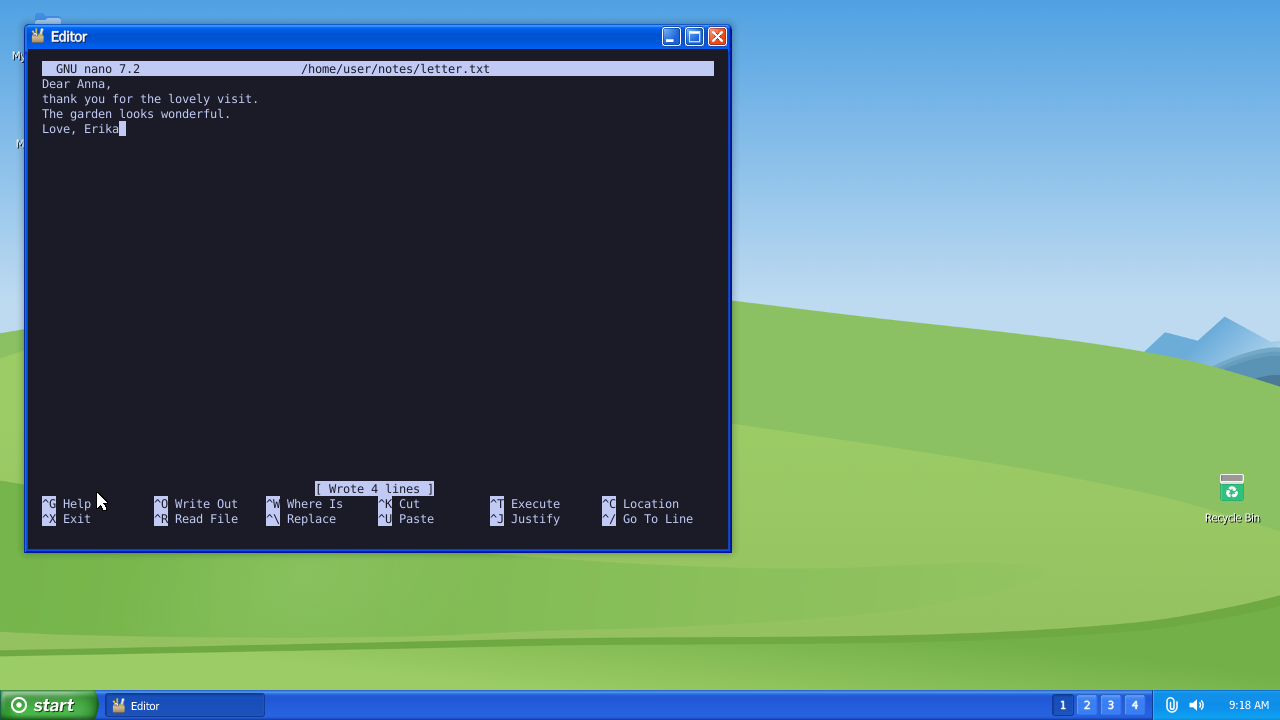 My
M
Editor
GNU nano 7.2 /home/user/notes/letter.txt
Dear Anna,
thank you for the lovely visit.
The garden looks wonderful.
Love, Erika
[ Wrote 4 lines ]
^G Help ^O Write Out ^W Where Is ^K Cut ^T Execute ^C Location
^X Exit ^R Read File ^\ Replace ^U Paste ^J Justify ^/ Go To Line
Recycle Bin
start Editor 1 2 3 4 9:18 AM